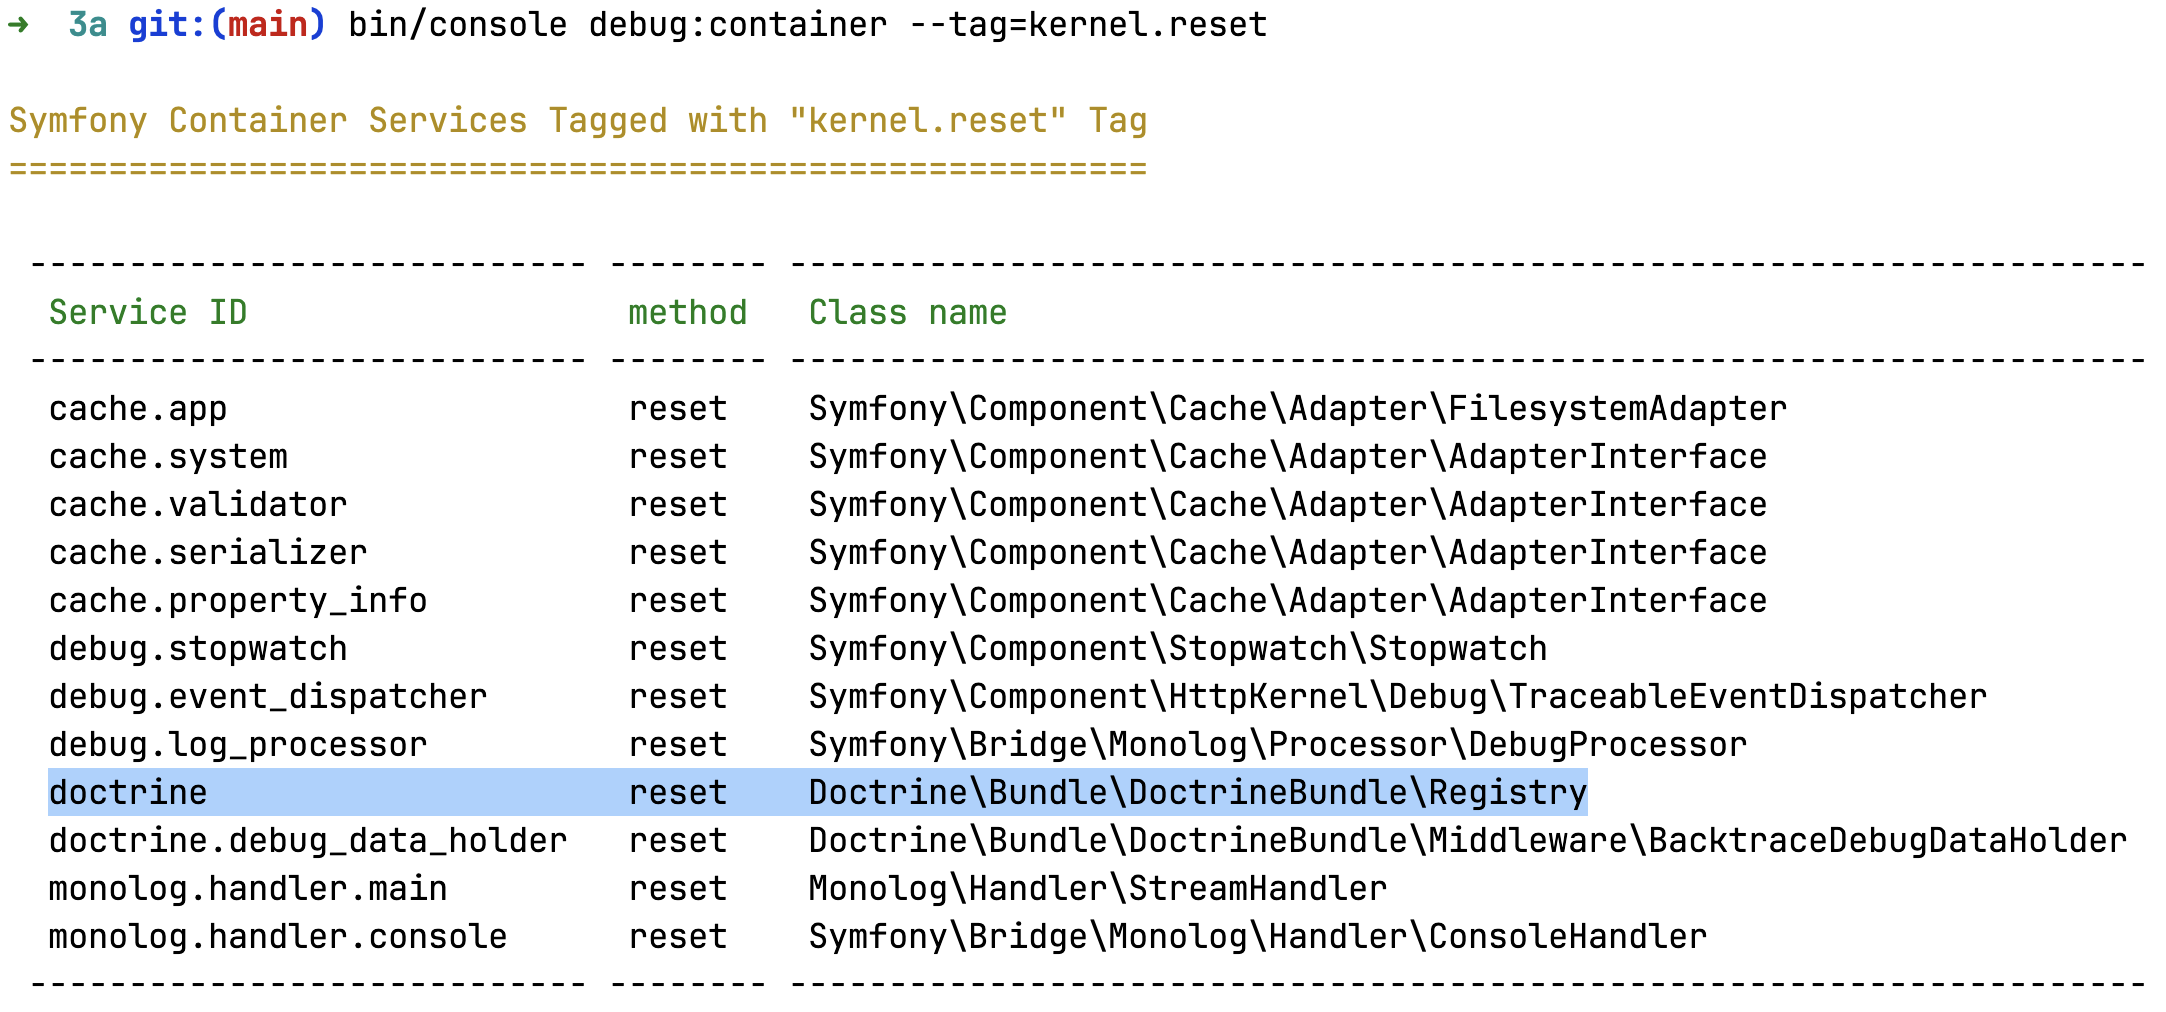 ➜  3a git:(main) bin/console debug:container --tag=kernel.reset
Symfony Container Services Tagged with "kernel.reset" Tag
=========================================================
---------------------------- -------- --------------------------------------------------------------------
Service ID                   method   Class name
---------------------------- -------- --------------------------------------------------------------------
cache.app                    reset    Symfony\Component\Cache\Adapter\FilesystemAdapter
cache.system                 reset    Symfony\Component\Cache\Adapter\AdapterInterface
cache.validator              reset    Symfony\Component\Cache\Adapter\AdapterInterface
cache.serializer             reset    Symfony\Component\Cache\Adapter\AdapterInterface
cache.property_info          reset    Symfony\Component\Cache\Adapter\AdapterInterface
debug.stopwatch              reset    Symfony\Component\Stopwatch\Stopwatch
debug.event_dispatcher       reset    Symfony\Component\HttpKernel\Debug\TraceableEventDispatcher
debug.log_processor          reset    Symfony\Bridge\Monolog\Processor\DebugProcessor
doctrine                     reset    Doctrine\Bundle\DoctrineBundle\Registry
doctrine.debug_data_holder   reset    Doctrine\Bundle\DoctrineBundle\Middleware\BacktraceDebugDataHolder
monolog.handler.main         reset    Monolog\Handler\StreamHandler
monolog.handler.console      reset    Symfony\Bridge\Monolog\Handler\ConsoleHandler
---------------------------- -------- --------------------------------------------------------------------